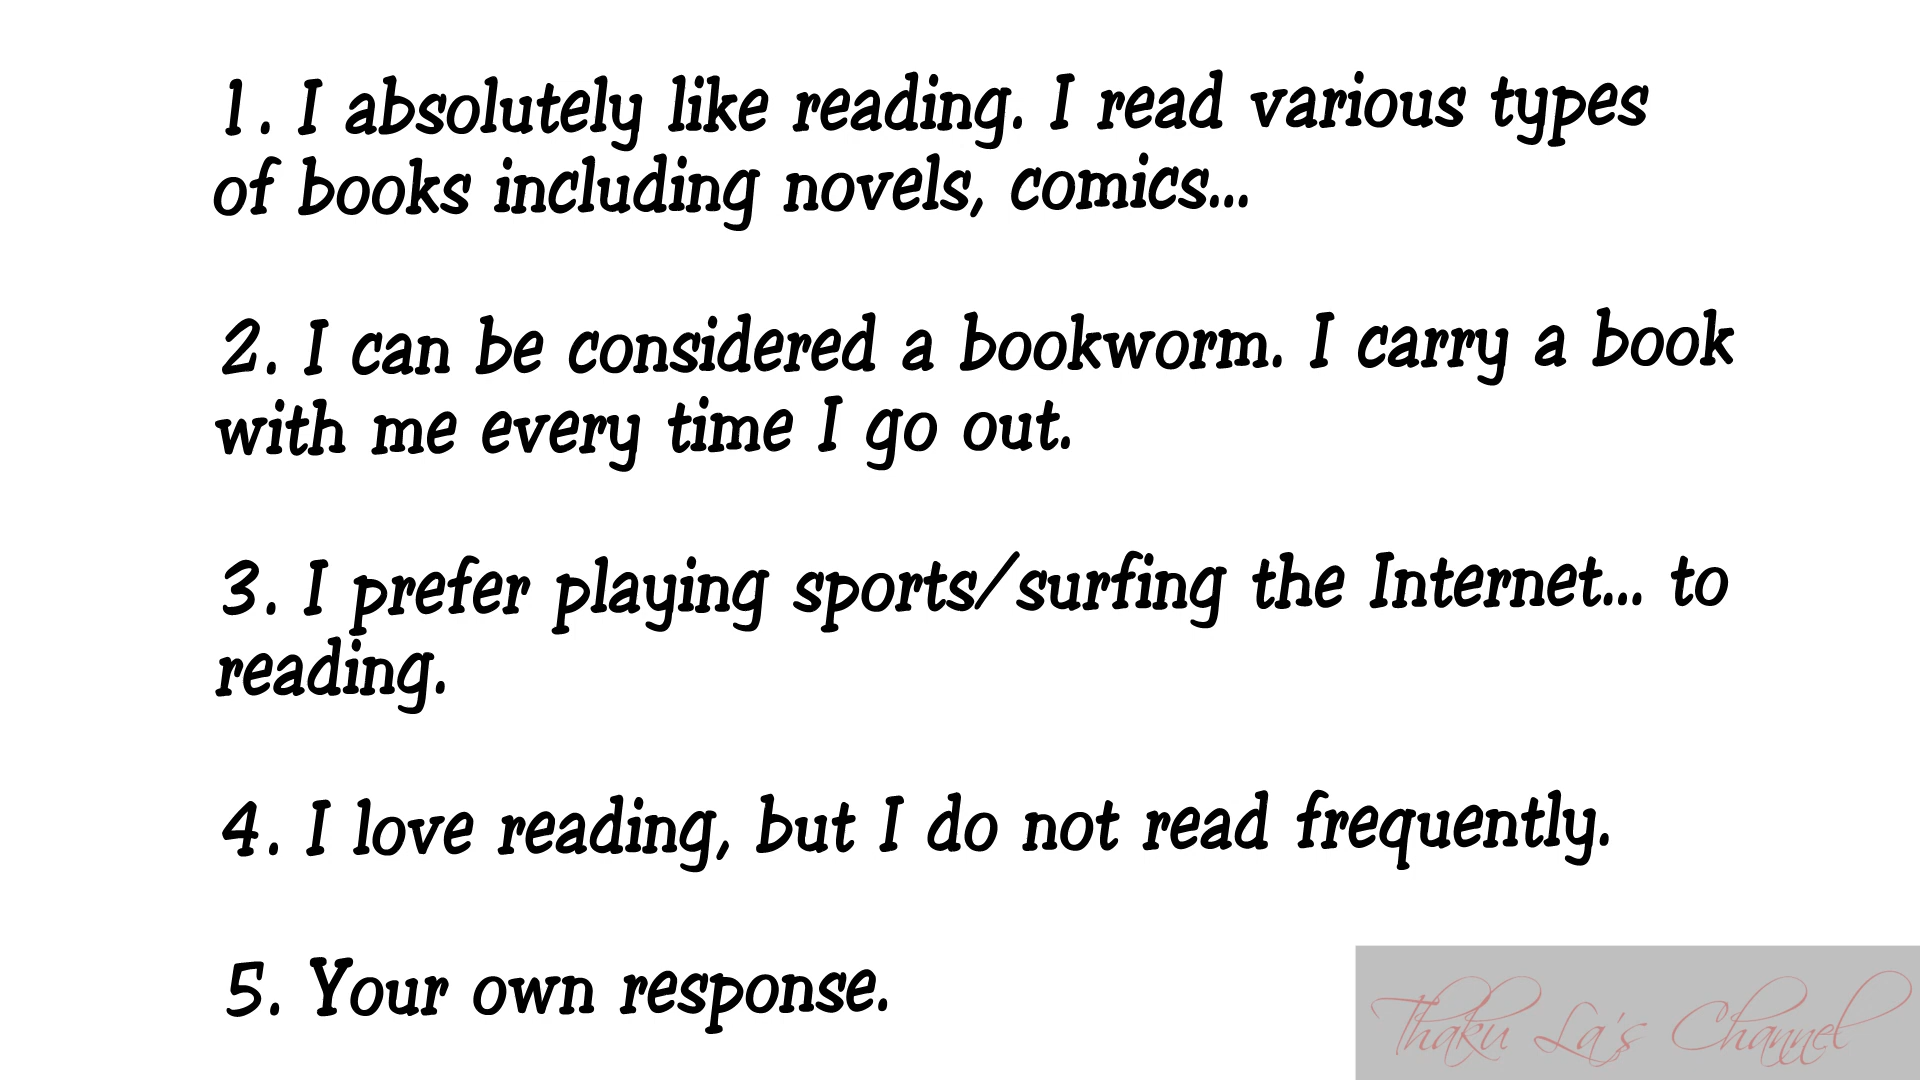 1. I absolutely like reading. I read various types
of books including novels, comics...
2. I can be considered a bookworm. I carry a book
with me every time I go out.
3. I prefer playing sports/surfing the Internet... to
reading.
4. I love reading, but I do not read frequently.
5. Your own response.
Thaku La's Channel